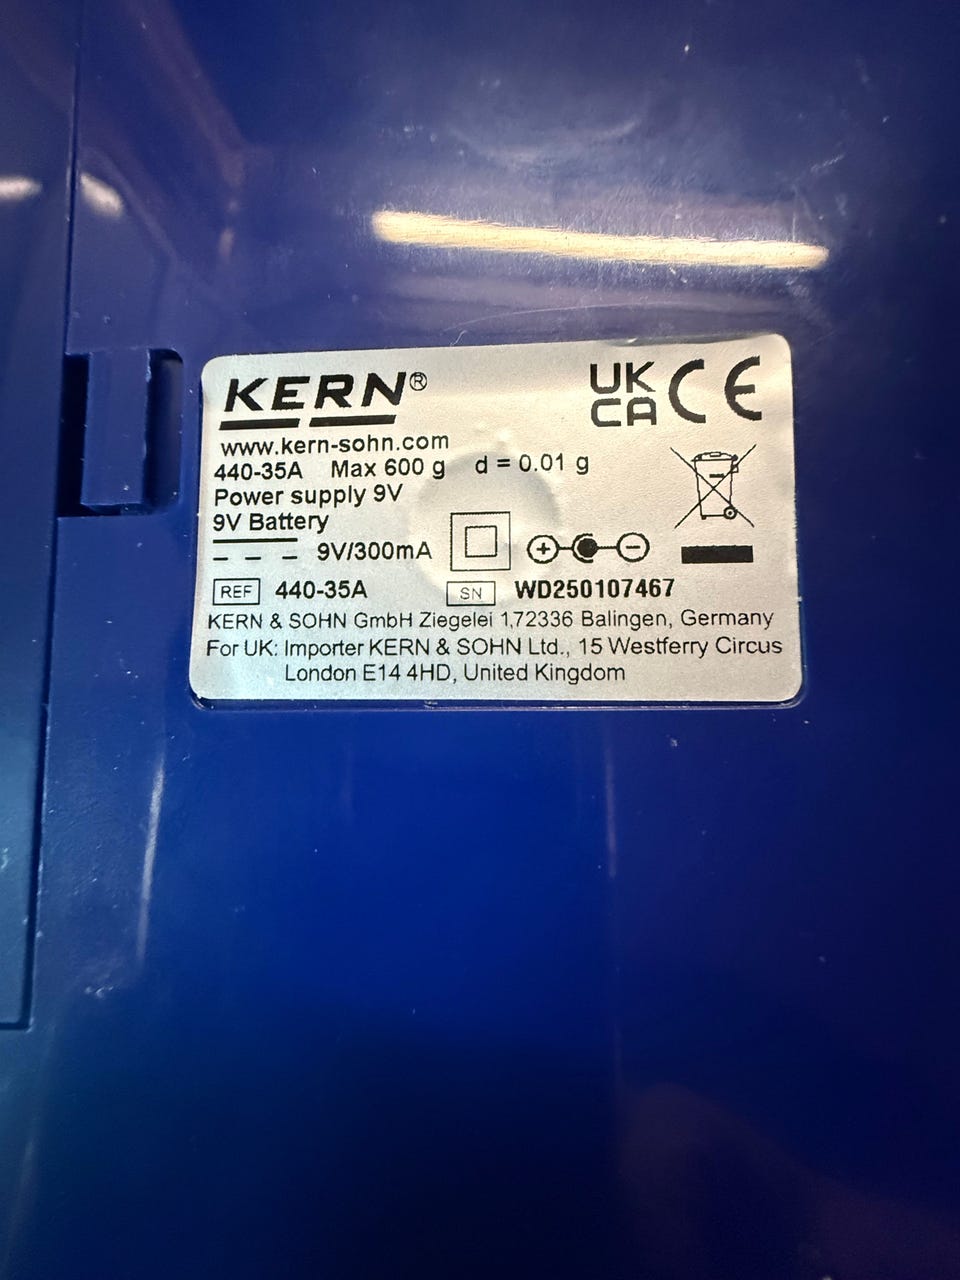 KERN®
UK
CA CE
www.kern-sohn.com
440-35A Max 600 g d = 0.01 g
Power supply 9V
9V Battery
9V/300mA + −
REF 440-35A SN WD250107467
KERN & SOHN GmbH Ziegelei 1,72336 Balingen, Germany
For UK: Importer KERN & SOHN Ltd., 15 Westferry Circus
London E14 4HD, United Kingdom